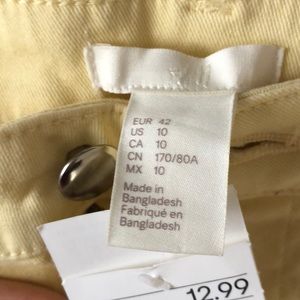 EUR 42
US 10
CA 10
CN 170/80A
MX 10
Made in
Bangladesh
Fabriqué en
Bangladesh
12.99